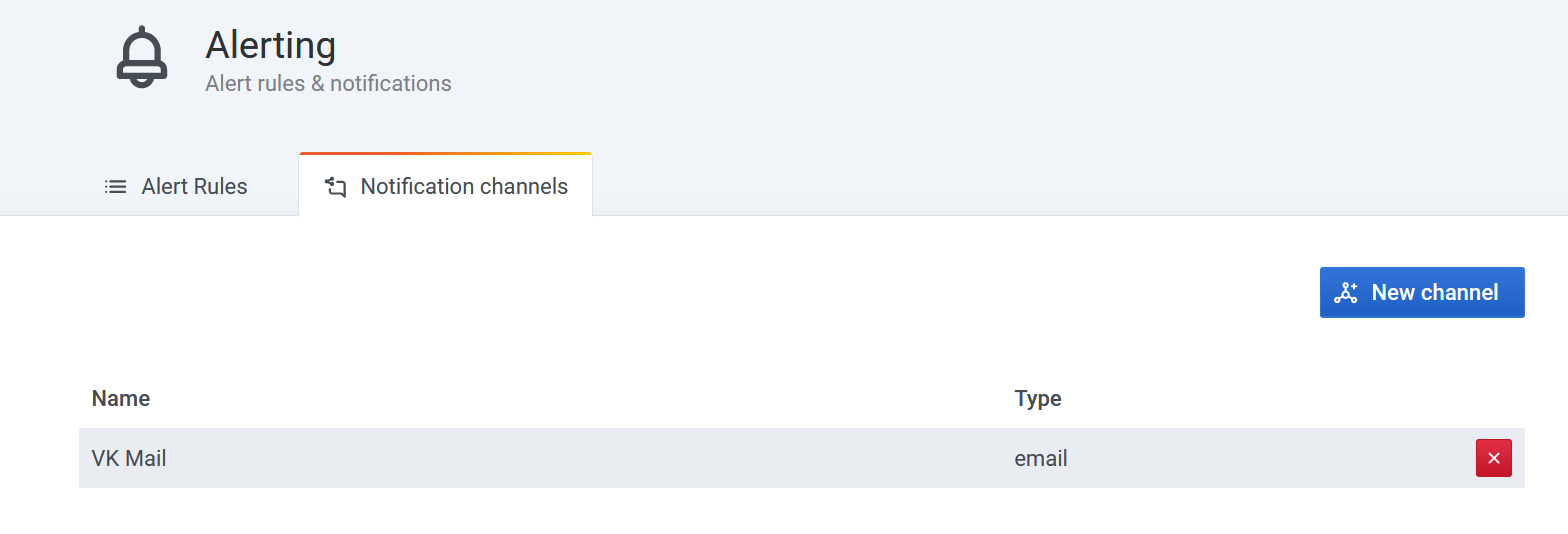 Alerting
Alert rules & notifications
Alert Rules
Notification channels
New channel
Name
Type
VK Mail
email